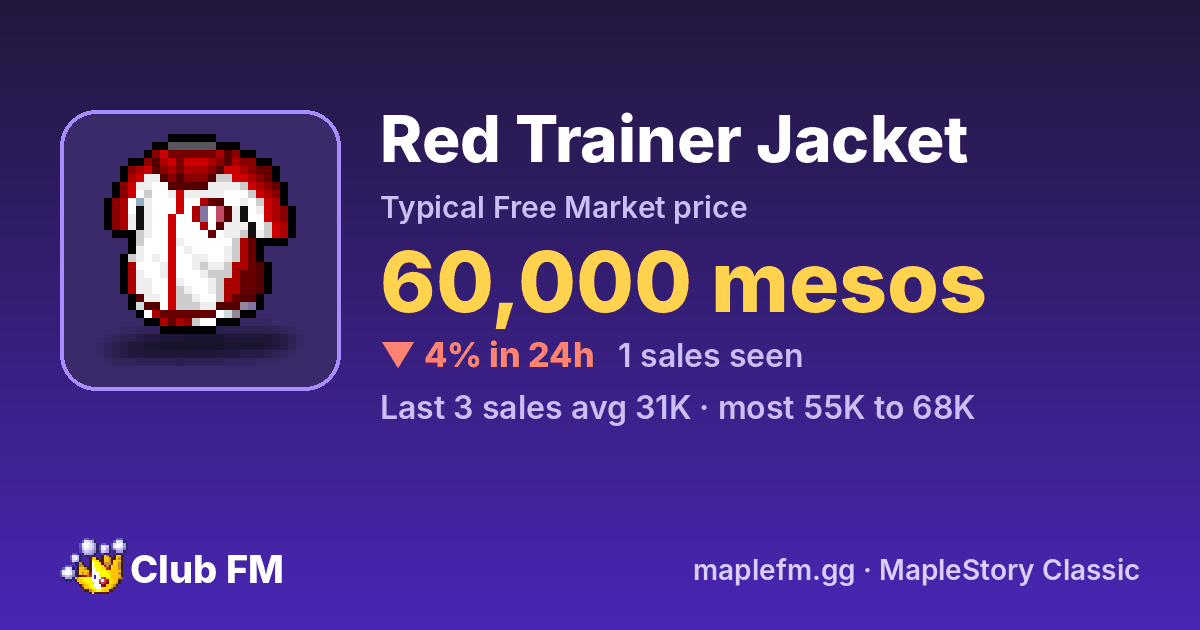 Red Trainer Jacket
Typical Free Market price
60,000 mesos
▼ 4% in 24h 1 sales seen
Last 3 sales avg 31K · most 55K to 68K
Club FM
maplefm.gg · MapleStory Classic